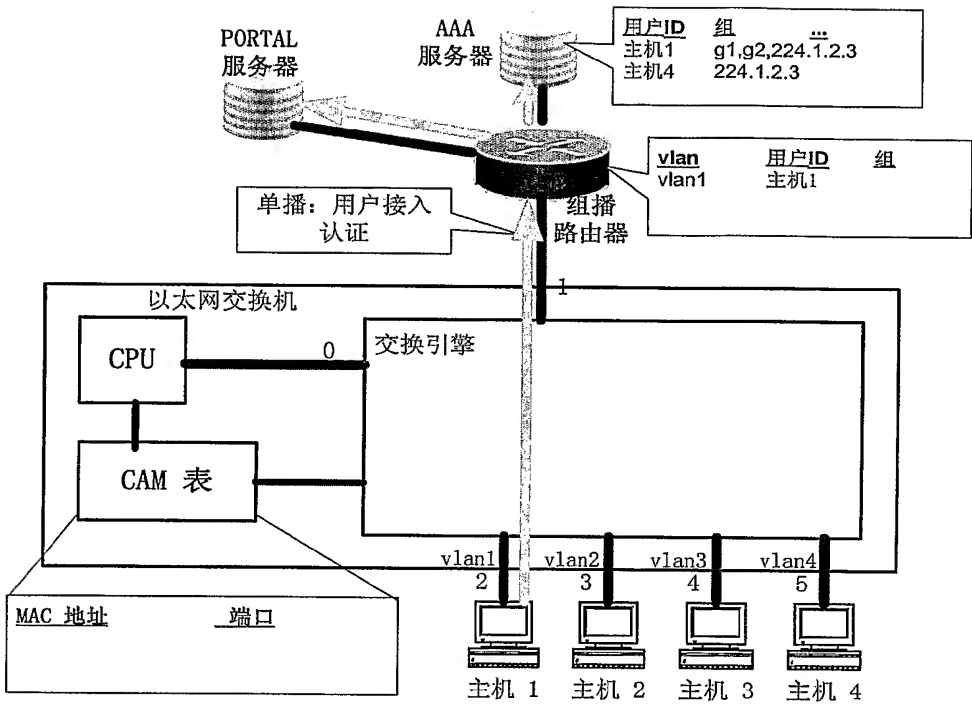 PORTAL
服务器
AAA
服务器
用户ID 组 ...
主机1 g1,g2,224.1.2.3
主机4 224.1.2.3
vlan 用户ID 组
vlan1 主机1
单播：用户接入
认证
组播
路由器
1
以太网交换机
CPU
0
交换引擎
CAM 表
vlan1
2
vlan2
3
vlan3
4
vlan4
5
MAC 地址 端口
主机 1
主机 2
主机 3
主机 4